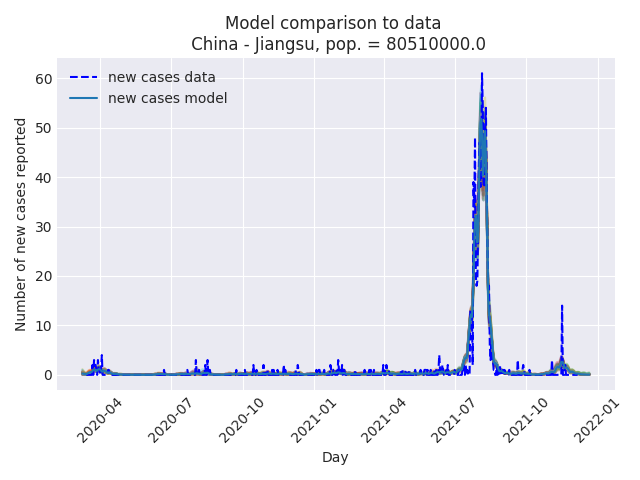 Model comparison to data
China - Jiangsu, pop. = 80510000.0
new cases data
new cases model
Number of new cases reported
60
50
40
30
20
10
0
2020-04
2020-07
2020-10
2021-01
2021-04
2021-07
2021-10
2022-01
Day